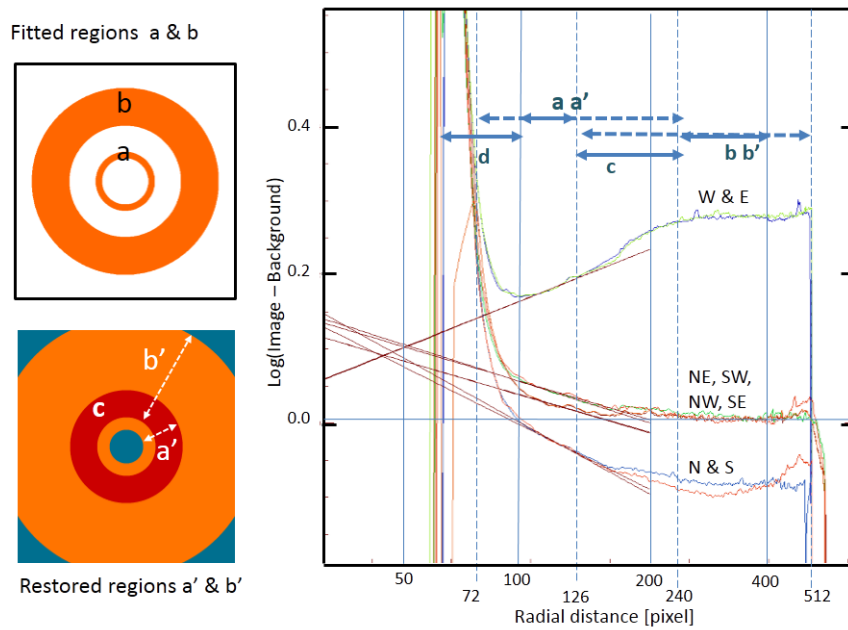 Fitted regions a & b
b
a
b’
c
a’
Restored regions a’ & b’
Log(Image – Background)
0.4
0.2
0.0
a a’
d
b b’
c
W & E
NE, SW,
NW, SE
N & S
50
100
200
400
72
126
240
512
Radial distance [pixel]